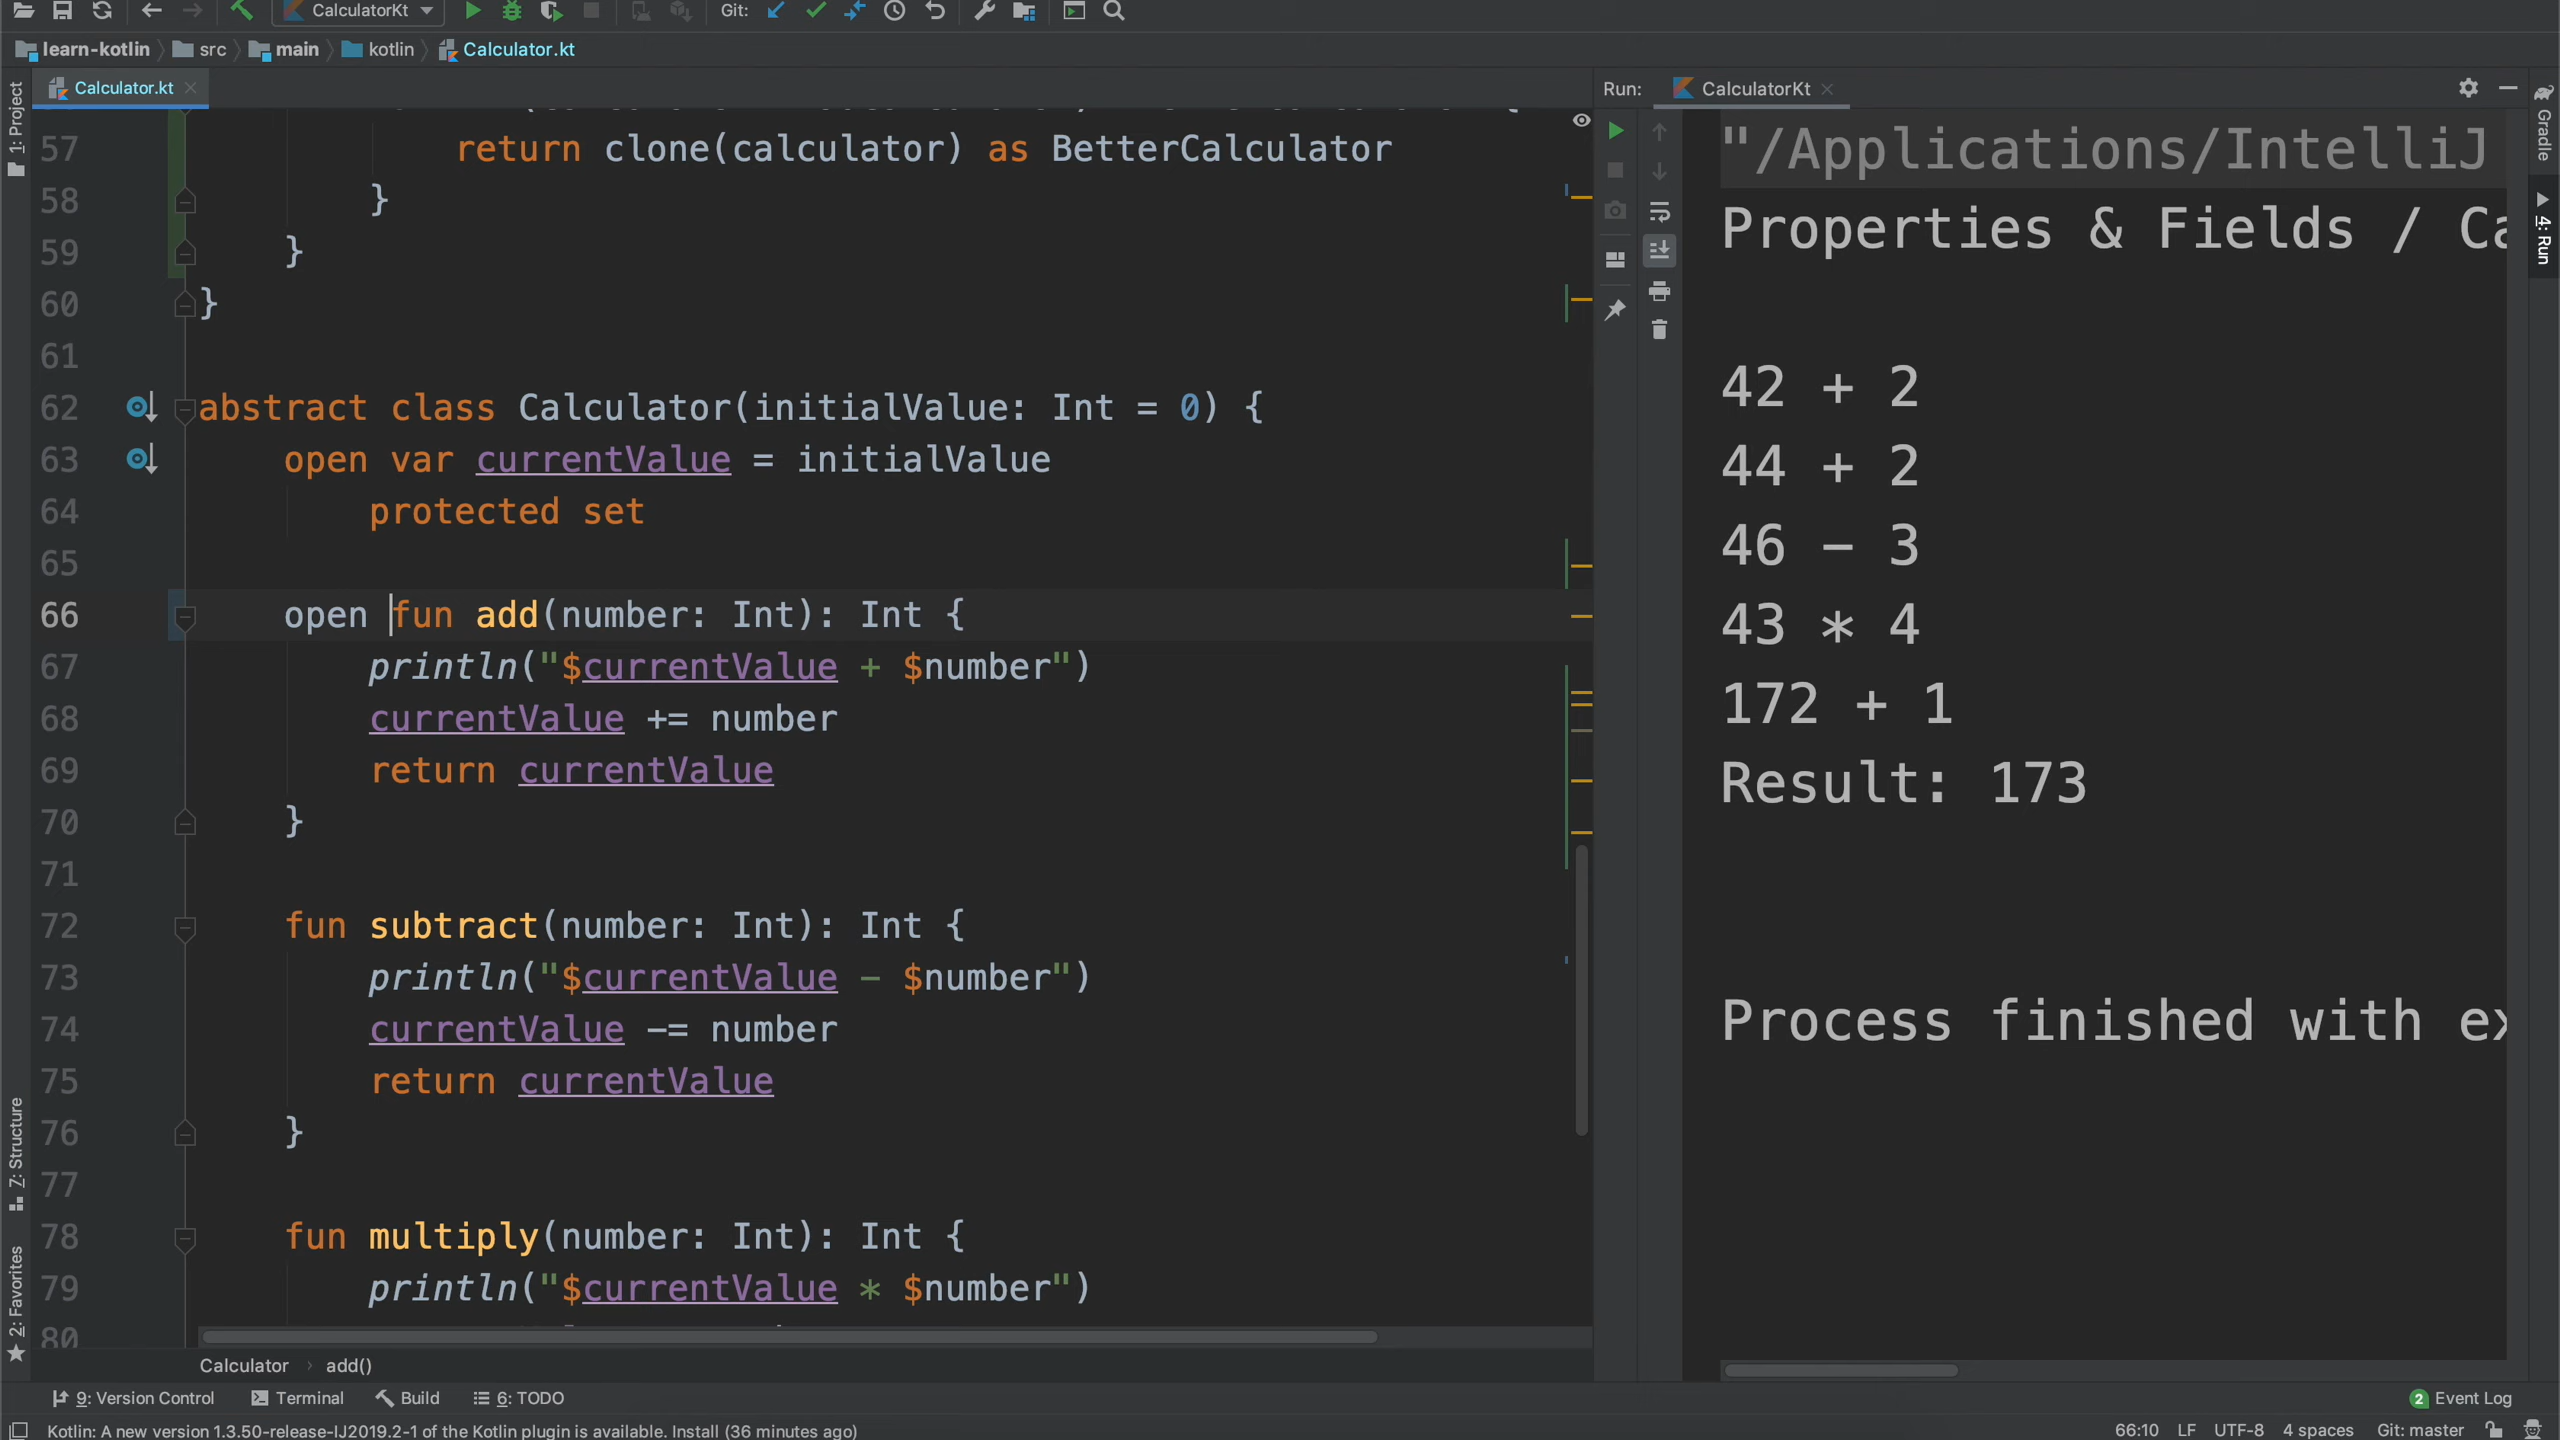 CalculatorKt
Git:
learn-kotlin
src
main
kotlin
Calculator.kt
1: Project
Calculator.kt
57 return clone(calculator) as BetterCalculator
58 }
59 }
60 }
61
62 abstract class Calculator(initialValue: Int = 0) {
63 open var currentValue = initialValue
64 protected set
65
66 open fun add(number: Int): Int {
67 println("$currentValue + $number")
68 currentValue += number
69 return currentValue
70 }
71
72 fun subtract(number: Int): Int {
73 println("$currentValue - $number")
74 currentValue -= number
75 return currentValue
76 }
77
78 fun multiply(number: Int): Int {
79 println("$currentValue * $number")
80
Calculator › add()
7: Structure
2: Favorites
Run:
CalculatorKt
"/Applications/IntelliJ
Properties & Fields / Ca
42 + 2
44 + 2
46 - 3
43 * 4
172 + 1
Result: 173
Process finished with ex
Gradle
4: Run
9: Version Control
Terminal
Build
6: TODO
2 Event Log
Kotlin: A new version 1.3.50-release-IJ2019.2-1 of the Kotlin plugin is available. Install (36 minutes ago)
66:10 LF UTF-8 4 spaces Git: master